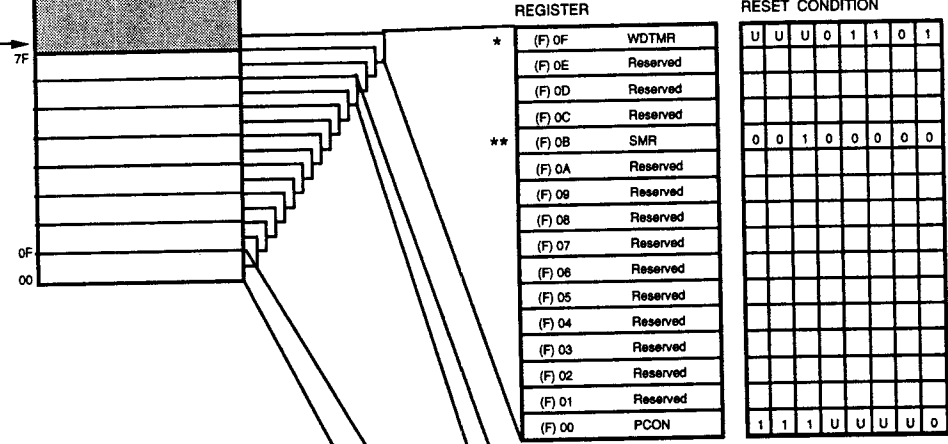 REGISTER
RESET CONDITION
* (F) 0F WDTMR U U U 0 1 1 0 1
7F
(F) 0E Reserved
(F) 0D Reserved
(F) 0C Reserved
** (F) 0B SMR 0 0 1 0 0 0 0 0
(F) 0A Reserved
(F) 09 Reserved
(F) 08 Reserved
(F) 07 Reserved
0F
(F) 06 Reserved
00
(F) 05 Reserved
(F) 04 Reserved
(F) 03 Reserved
(F) 02 Reserved
(F) 01 Reserved
(F) 00 PCON 1 1 1 U U U U 0